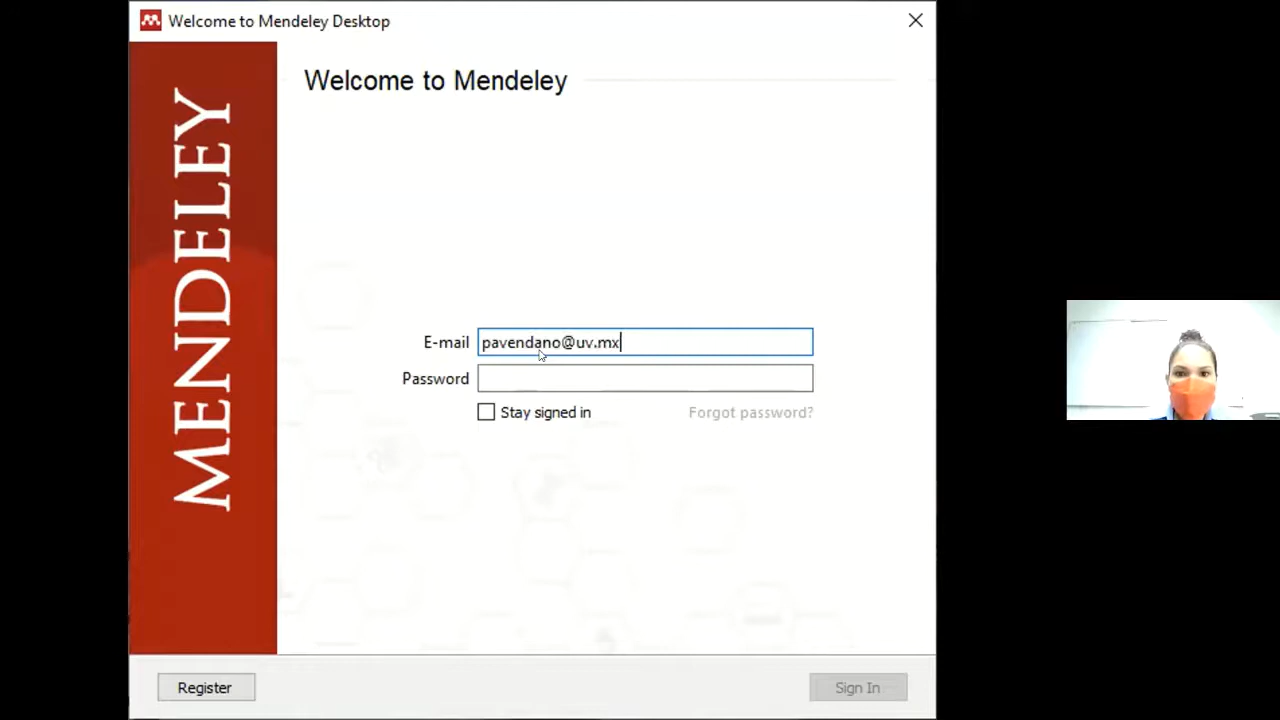 Welcome to Mendeley Desktop
MENDELEY
Welcome to Mendeley
E-mail pavendano@uv.mx
Password
Stay signed in Forgot password?
Register Sign In